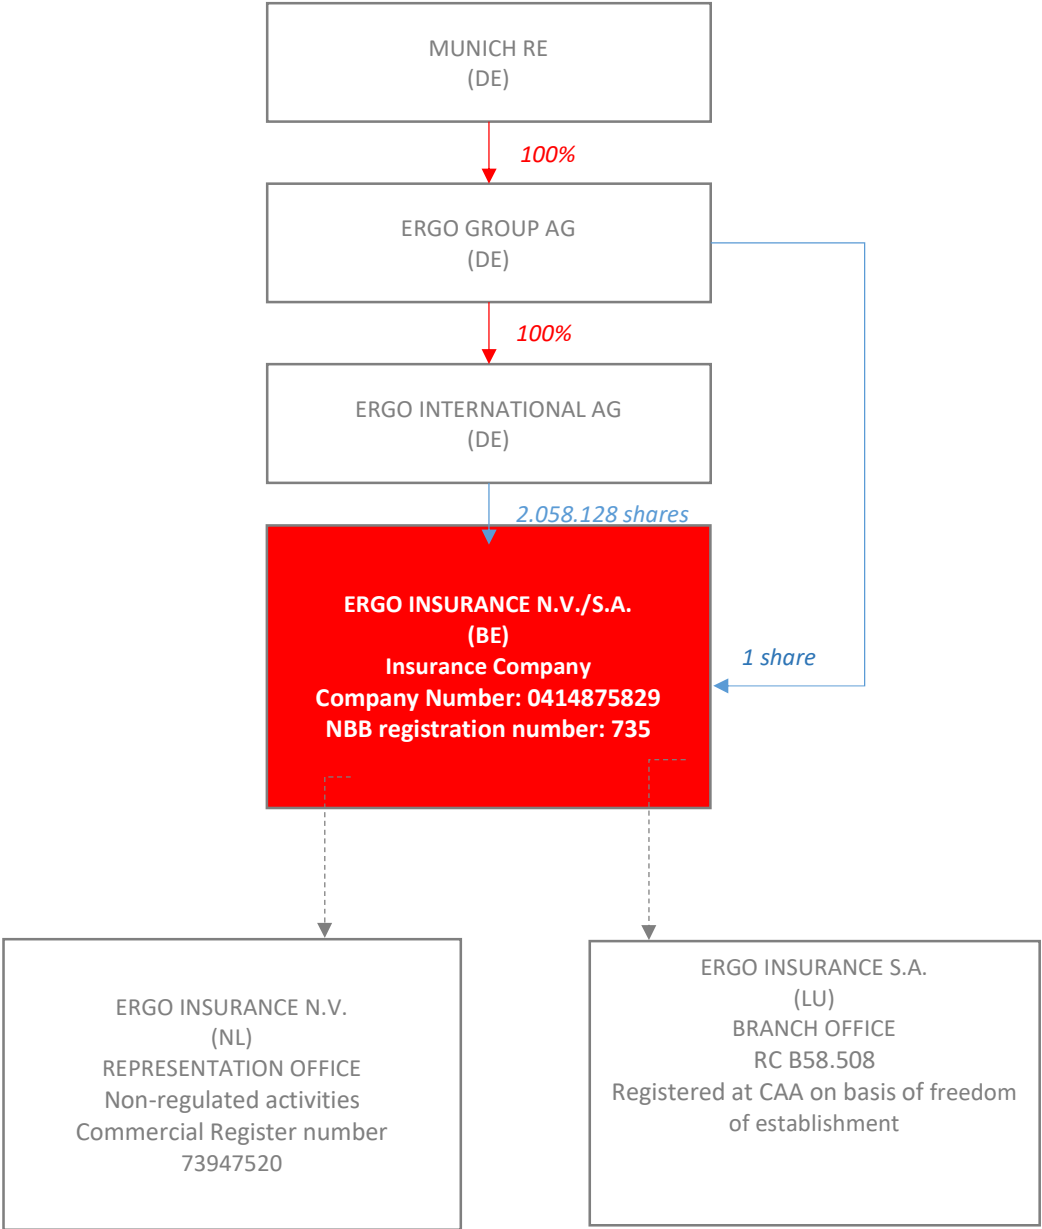 MUNICH RE
(DE)
100%
ERGO GROUP AG
(DE)
100%
ERGO INTERNATIONAL AG
(DE)
2.058.128 shares
ERGO INSURANCE N.V./S.A.
(BE)
Insurance Company
Company Number: 0414875829
NBB registration number: 735
1 share
ERGO INSURANCE N.V.
(NL)
REPRESENTATION OFFICE
Non-regulated activities
Commercial Register number
73947520
ERGO INSURANCE S.A.
(LU)
BRANCH OFFICE
RC B58.508
Registered at CAA on basis of freedom
of establishment